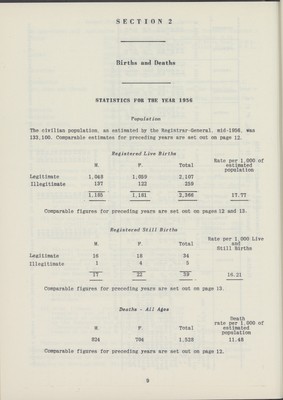 SECTION 2
Births and Deaths
STATISTICS FOR THE YEAR 1956
Population
The civilian population, as estimated by the Registrar-General, mid-1956, was
133,100. Comparable estimates for preceding years are set out on page 12.
Registered Live Births
M. F. Total Rate per 1,000 of estimated population
Legitimate 1,048 1,059 2,107
Illegitimate 137 122 259
1,185 1,181 2,366 17.77
Comparable figures for preceding years are set out on pages 12 and 13.
Registered Still Births
M. F. Total Rate per 1,000 Live and Still Births
Legitimate 16 18 34
Illegitimate 1 4 5
17 22 39 16.21
Comparable figures for preceding years are set out on page 13.
Deaths - All Ages
M. F. Total Death rate per 1,000 of estimated population
824 704 1,528 11.48
Comparable figures for preceding years are set out on page 12.
9